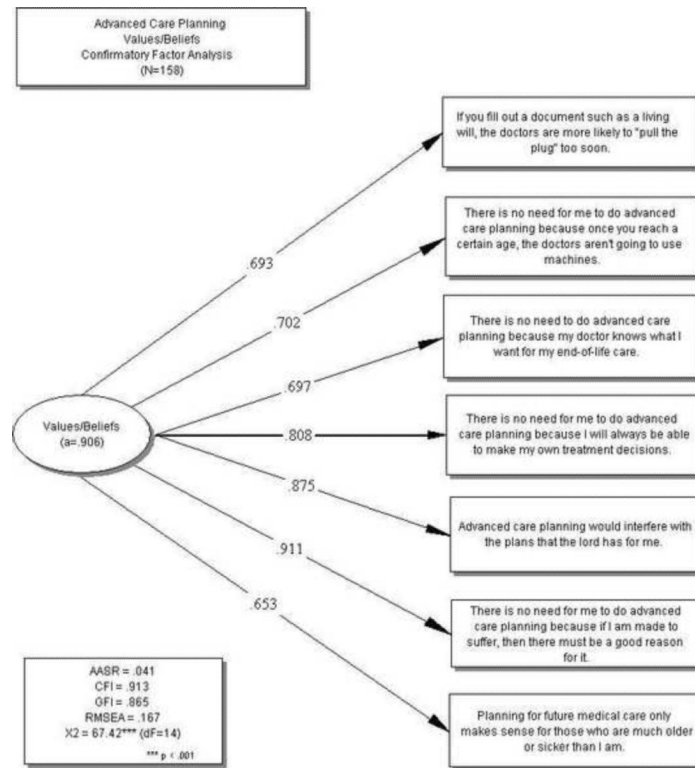 Advanced Care Planning
Values/Beliefs
Confirmatory Factor Analysis
(N=158)
If you fill out a document such as a living
will, the doctors are more likely to "pull the
plug" too soon.
.693
There is no need for me to do advanced
care planning because once you reach a
certain age, the doctors aren't going to use
machines.
.702
There is no need to do advanced care
planning because my doctor knows what I
want for my end-of-life care.
.697
Values/Beliefs
(a=.906)
.808
There is no need for me to do advanced
care planning because I will always be able
to make my own treatment decisions.
.875
Advanced care planning would interfere with
the plans that the lord has for me.
.911
There is no need for me to do advanced
care planning because if I am made to
suffer, then there must be a good reason
for it.
.653
Planning for future medical care only
makes sense for those who are much older
or sicker than I am.
AASR = .041
CFI = .913
GFI = .865
RMSEA = .167
X2 = 67.42*** (dF=14)
*** p < .001